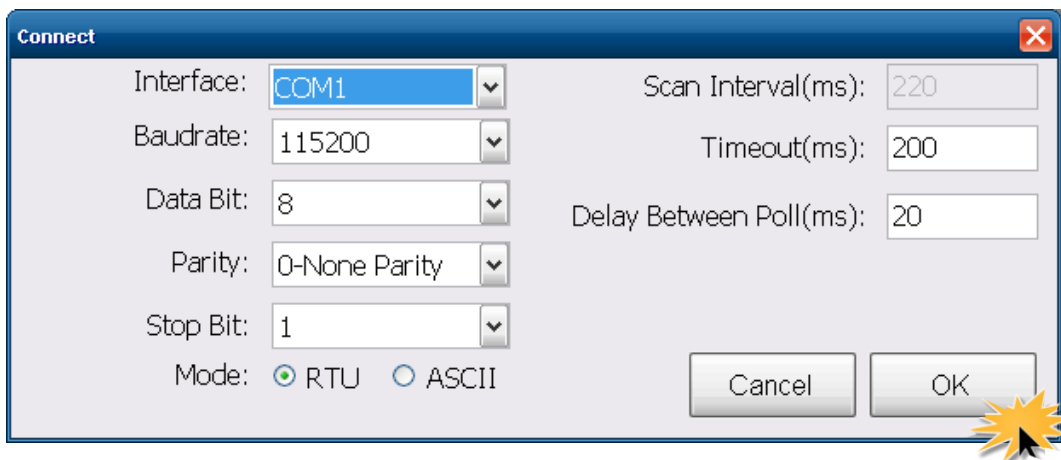 Connect
Interface: COM1
Scan Interval(ms): 220
Baudrate: 115200
Timeout(ms): 200
Data Bit: 8
Delay Between Poll(ms): 20
Parity: 0-None Parity
Stop Bit: 1
Mode: RTU ASCII
Cancel OK